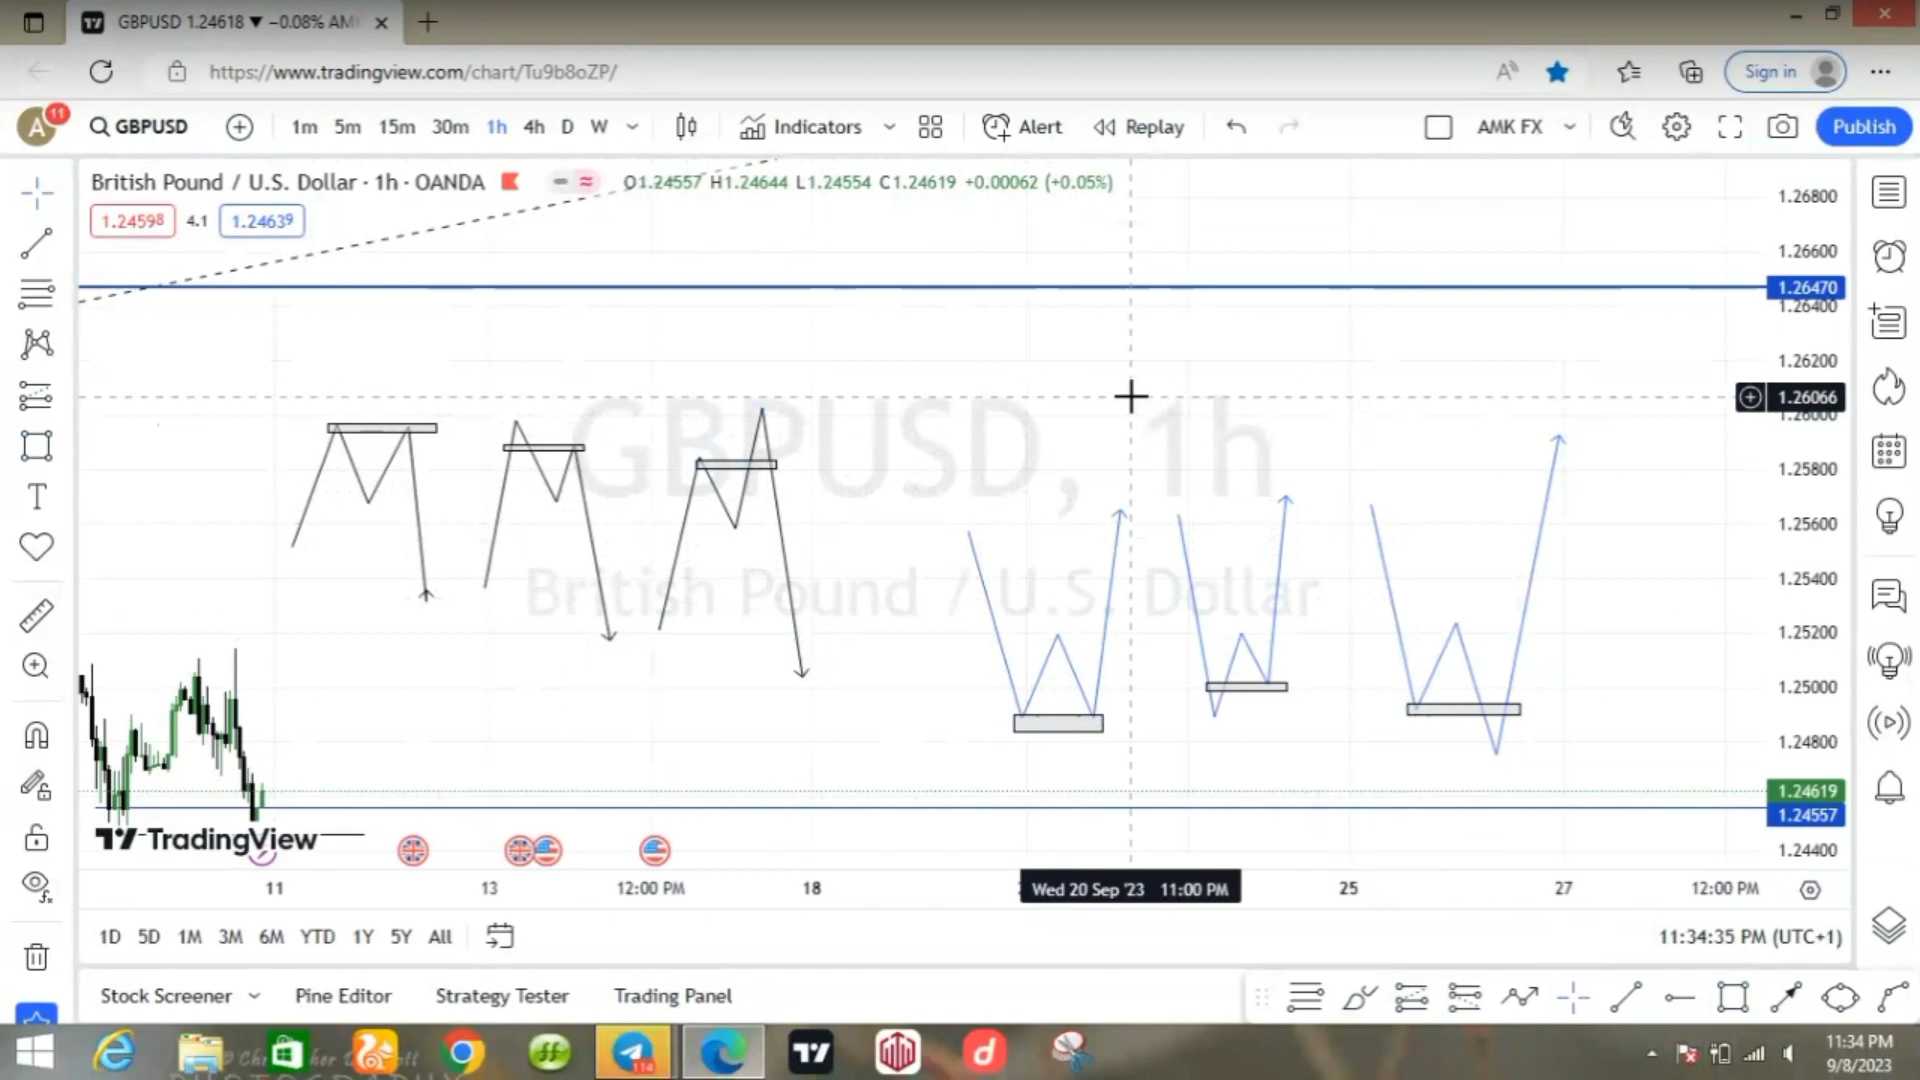 GBPUSD 1.24618 ▼ −0.08% AM
https://www.tradingview.com/chart/Tu9b8oZP/
Sign in
A 11 GBPUSD 1m 5m 15m 30m 1h 4h D W Indicators Alert Replay AMK FX Publish
British Pound / U.S. Dollar · 1h · OANDA O1.24557 H1.24644 L1.24554 C1.24619 +0.00062 (+0.05%)
1.24598 4.1 1.24639
1.26800
1.26600
1.26470
1.26400
1.26200
1.26066
1.26000
GBPUSD, 1h
British Pound / U.S. Dollar
1.25800
1.25600
1.25400
1.25200
1.25000
1.24800
1.24619
1.24557
1.24400
TradingView
11 13 12:00 PM 18 Wed 20 Sep '23 11:00 PM 25 27 12:00 PM
1D 5D 1M 3M 6M YTD 1Y 5Y All 11:34:35 PM (UTC+1)
Stock Screener Pine Editor Strategy Tester Trading Panel
114
11:34 PM
9/8/2023